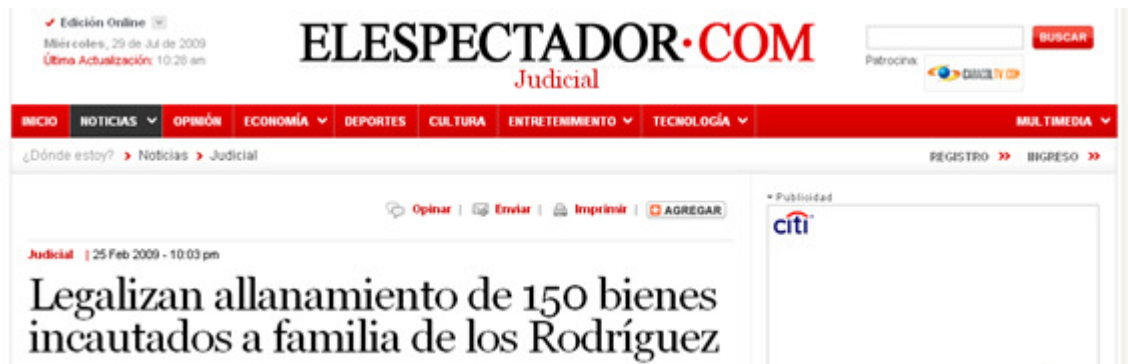 Edición Online
Miércoles, 29 de Jul de 2009
Última Actualización: 10:28 am
ELESPECTADOR·COM
Judicial
BUSCAR
Patrocina:
CARACOLTV.COM
INICIO NOTICIAS OPINIÓN ECONOMÍA DEPORTES CULTURA ENTRETENIMIENTO TECNOLOGÍA MULTIMEDIA
¿Dónde estoy? > Noticias > Judicial REGISTRO >> INGRESO >>
Opinar | Enviar | Imprimir | AGREGAR
Publicidad
citi
Judicial | 25 Feb 2009 - 10:03 pm
Legalizan allanamiento de 150 bienes
incautados a familia de los Rodríguez